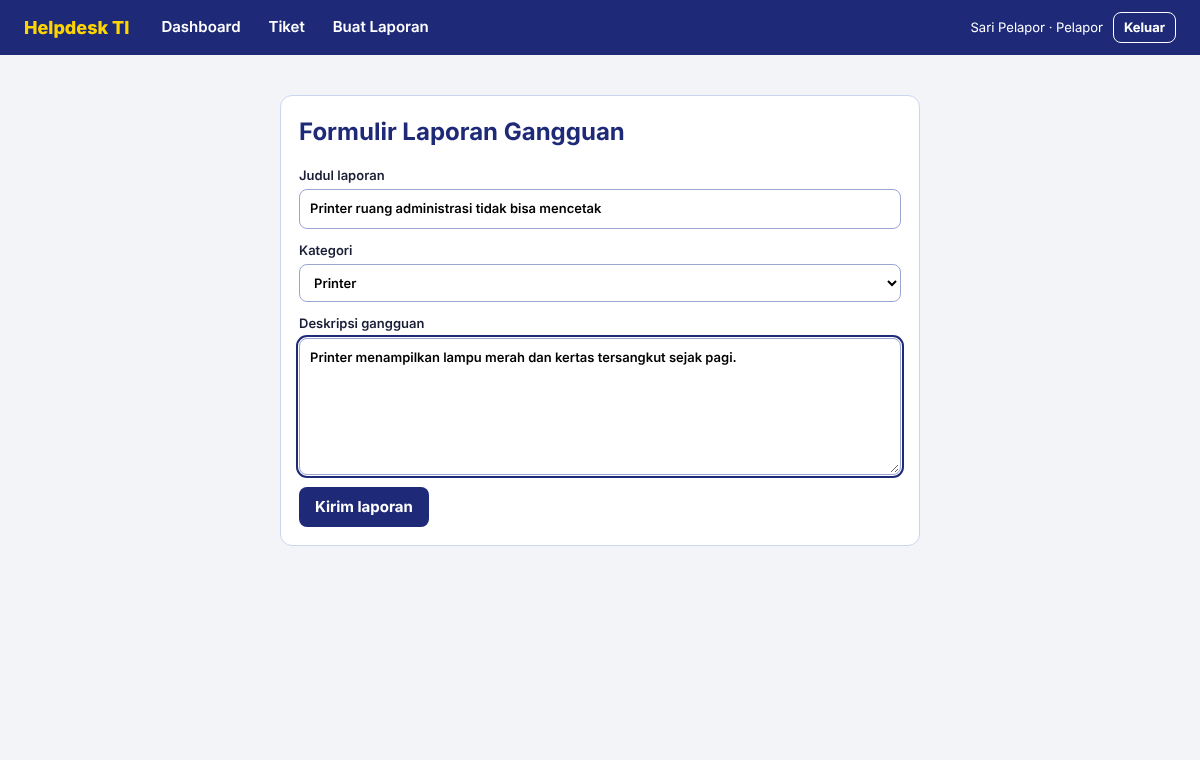 Helpdesk TI Dashboard Tiket Buat Laporan Sari Pelapor · Pelapor Keluar
Formulir Laporan Gangguan
Judul laporan
Printer ruang administrasi tidak bisa mencetak
Kategori
Printer
Deskripsi gangguan
Printer menampilkan lampu merah dan kertas tersangkut sejak pagi.
Kirim laporan